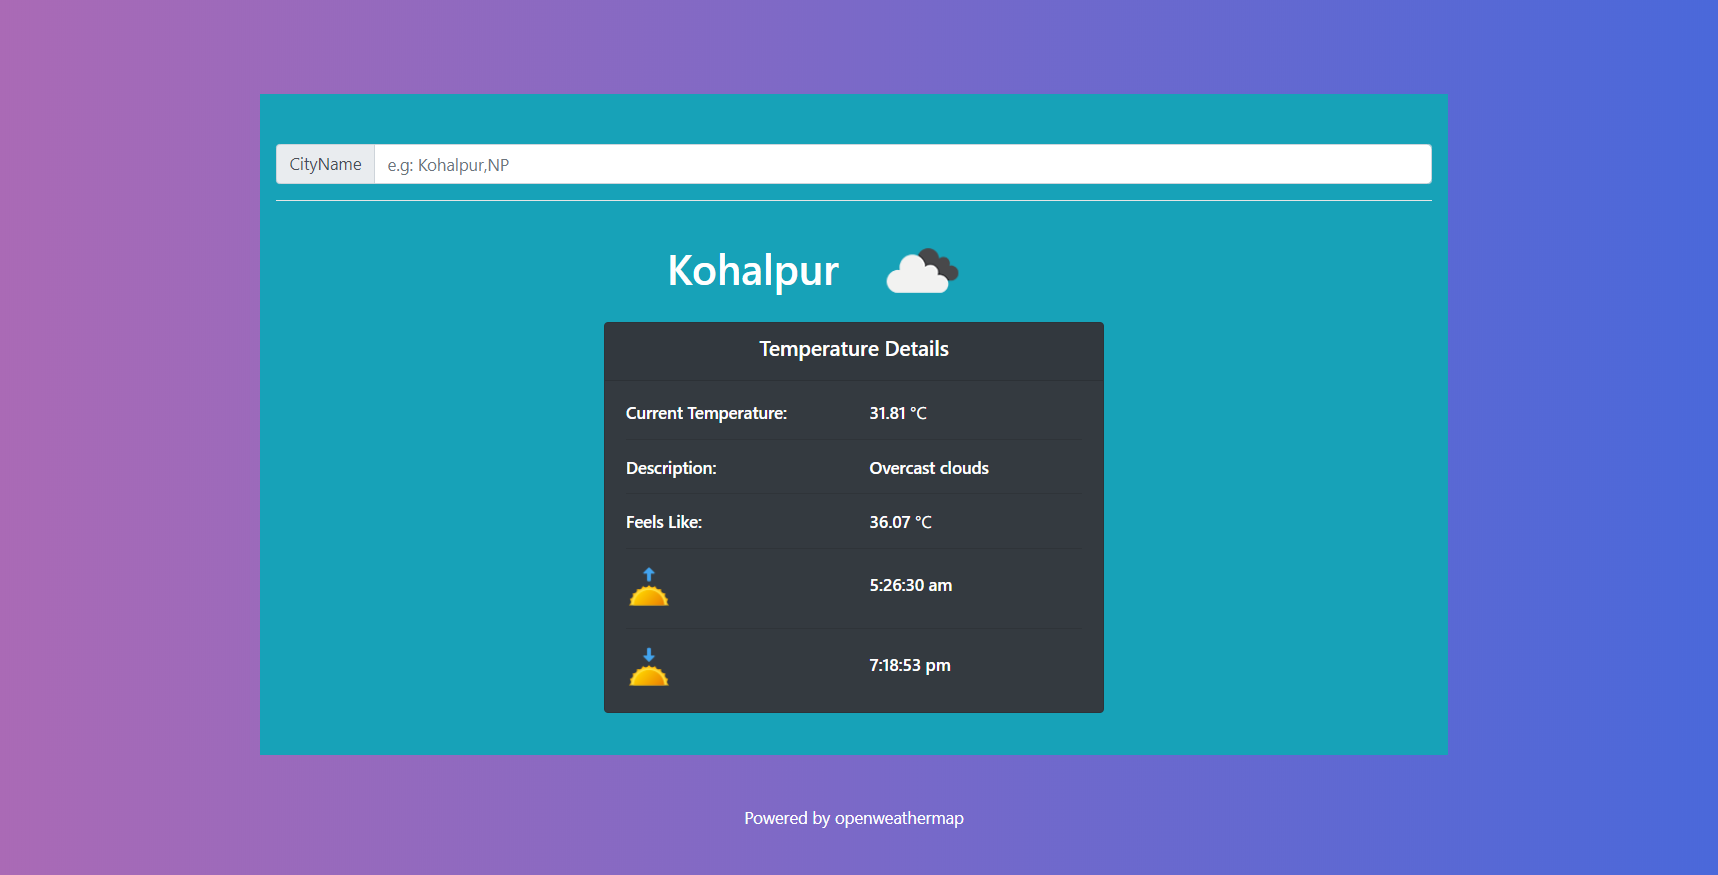 CityName e.g: Kohalpur,NP
Kohalpur
Temperature Details
Current Temperature: 31.81 °C
Description: Overcast clouds
Feels Like: 36.07 °C
5:26:30 am
7:18:53 pm
Powered by openweathermap